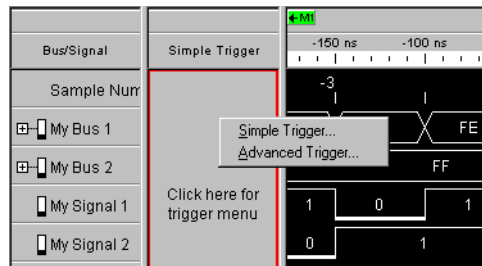 M1
Bus/Signal
Simple Trigger
-150 ns
-100 ns
Sample Num
-3
My Bus 1
FE
Simple Trigger...
Advanced Trigger...
My Bus 2
FF
Click here for
trigger menu
My Signal 1
1 0 1
My Signal 2
0 1